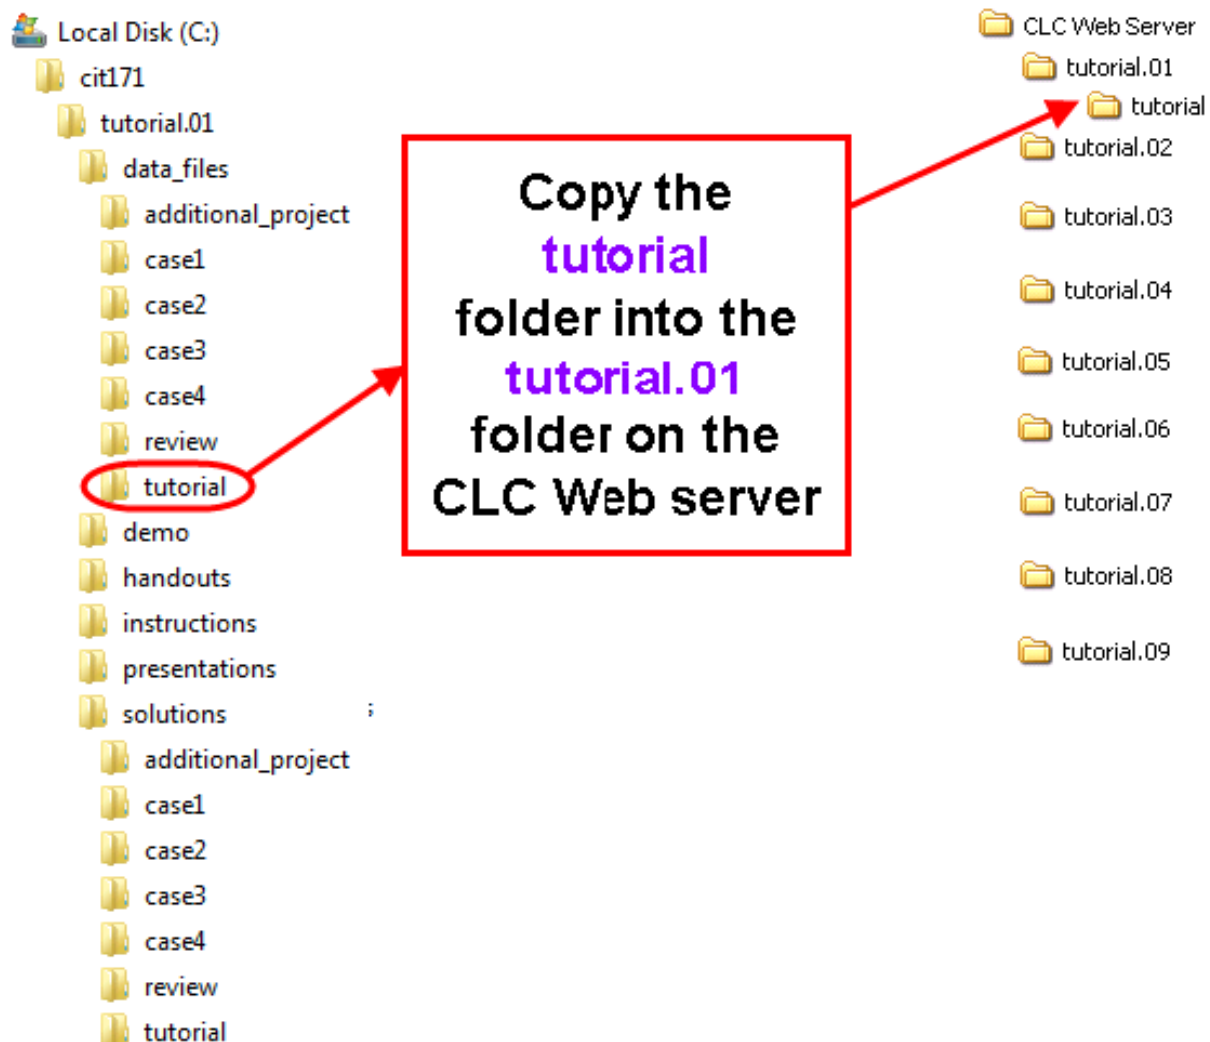 Local Disk (C:)
cit171
tutorial.01
data_files
additional_project
case1
case2
case3
case4
review
tutorial
demo
handouts
instructions
presentations
solutions
;
additional_project
case1
case2
case3
case4
review
tutorial
Copy the
tutorial
folder into the
tutorial.01
folder on the
CLC Web server
CLC Web Server
tutorial.01
tutorial
tutorial.02
tutorial.03
tutorial.04
tutorial.05
tutorial.06
tutorial.07
tutorial.08
tutorial.09